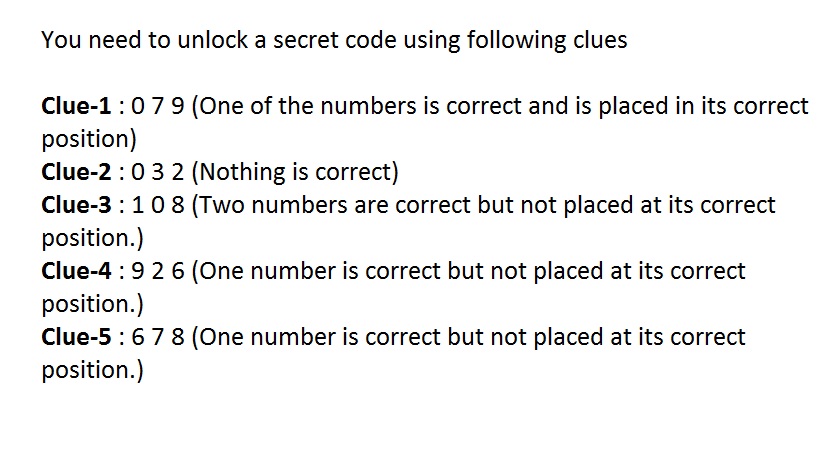 You need to unlock a secret code using following clues
Clue-1 : 0 7 9 (One of the numbers is correct and is placed in its correct
position)
Clue-2 : 0 3 2 (Nothing is correct)
Clue-3 : 1 0 8 (Two numbers are correct but not placed at its correct
position.)
Clue-4 : 9 2 6 (One number is correct but not placed at its correct
position.)
Clue-5 : 6 7 8 (One number is correct but not placed at its correct
position.)